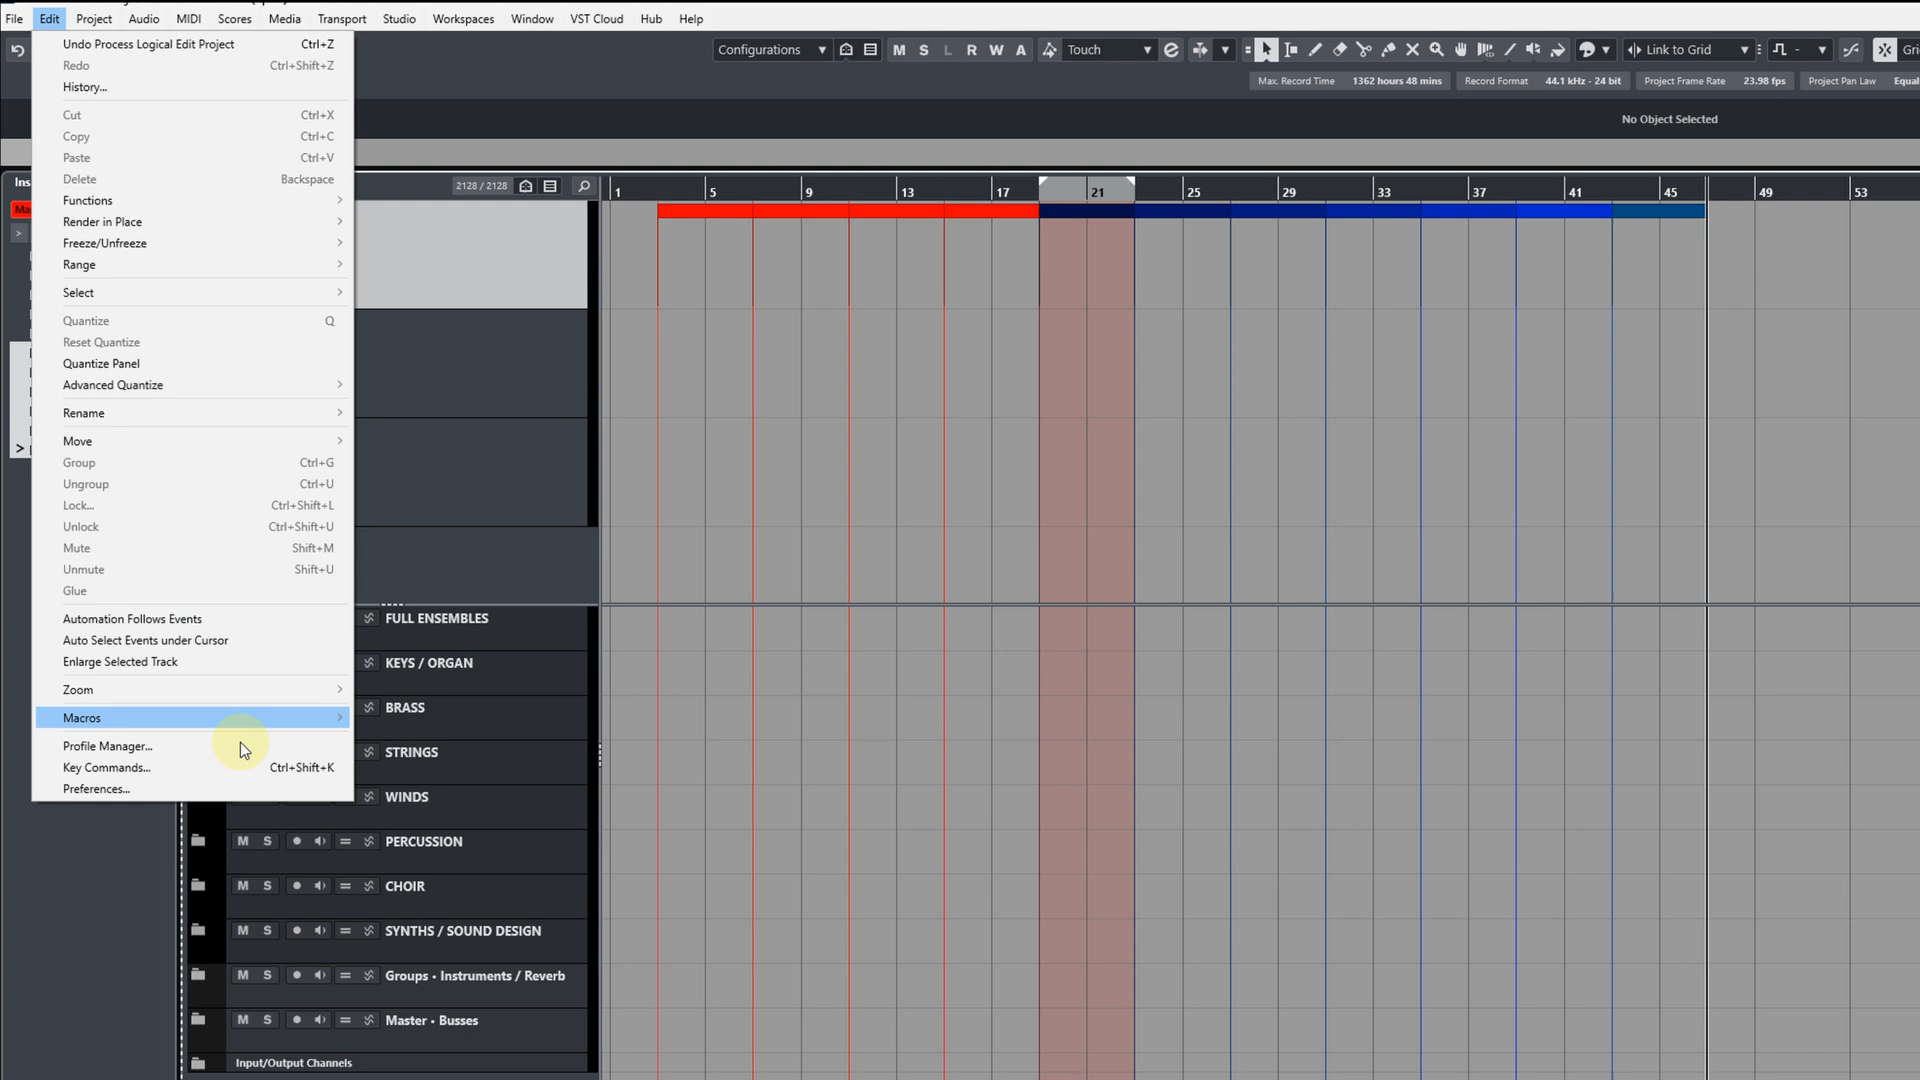 File Edit Project Audio MIDI Scores Media Transport Studio Workspaces Window VST Cloud Hub Help
Configurations M S L R W A Touch Link to Grid - Gri
Max. Record Time 1362 hours 48 mins Record Format 44.1 kHz - 24 bit Project Frame Rate 23.98 fps Project Pan Law Equal
No Object Selected
Undo Process Logical Edit Project Ctrl+Z
Redo Ctrl+Shift+Z
History...
Cut Ctrl+X
Copy Ctrl+C
Paste Ctrl+V
Delete Backspace
Functions >
Render in Place >
Freeze/Unfreeze >
Range >
Select >
Quantize Q
Reset Quantize
Quantize Panel
Advanced Quantize >
Rename >
Move >
Group Ctrl+G
Ungroup Ctrl+U
Lock... Ctrl+Shift+L
Unlock Ctrl+Shift+U
Mute Shift+M
Unmute Shift+U
Glue
Automation Follows Events
Auto Select Events under Cursor
Enlarge Selected Track
Zoom >
Macros >
Profile Manager...
Key Commands... Ctrl+Shift+K
Preferences...
Ins
Ma
>
>
2128 / 2128
1 5 9 13 17 21 25 29 33 37 41 45 49 53
FULL ENSEMBLES
KEYS / ORGAN
BRASS
STRINGS
WINDS
M S PERCUSSION
M S CHOIR
M S SYNTHS / SOUND DESIGN
M S Groups • Instruments / Reverb
M S Master • Busses
Input/Output Channels